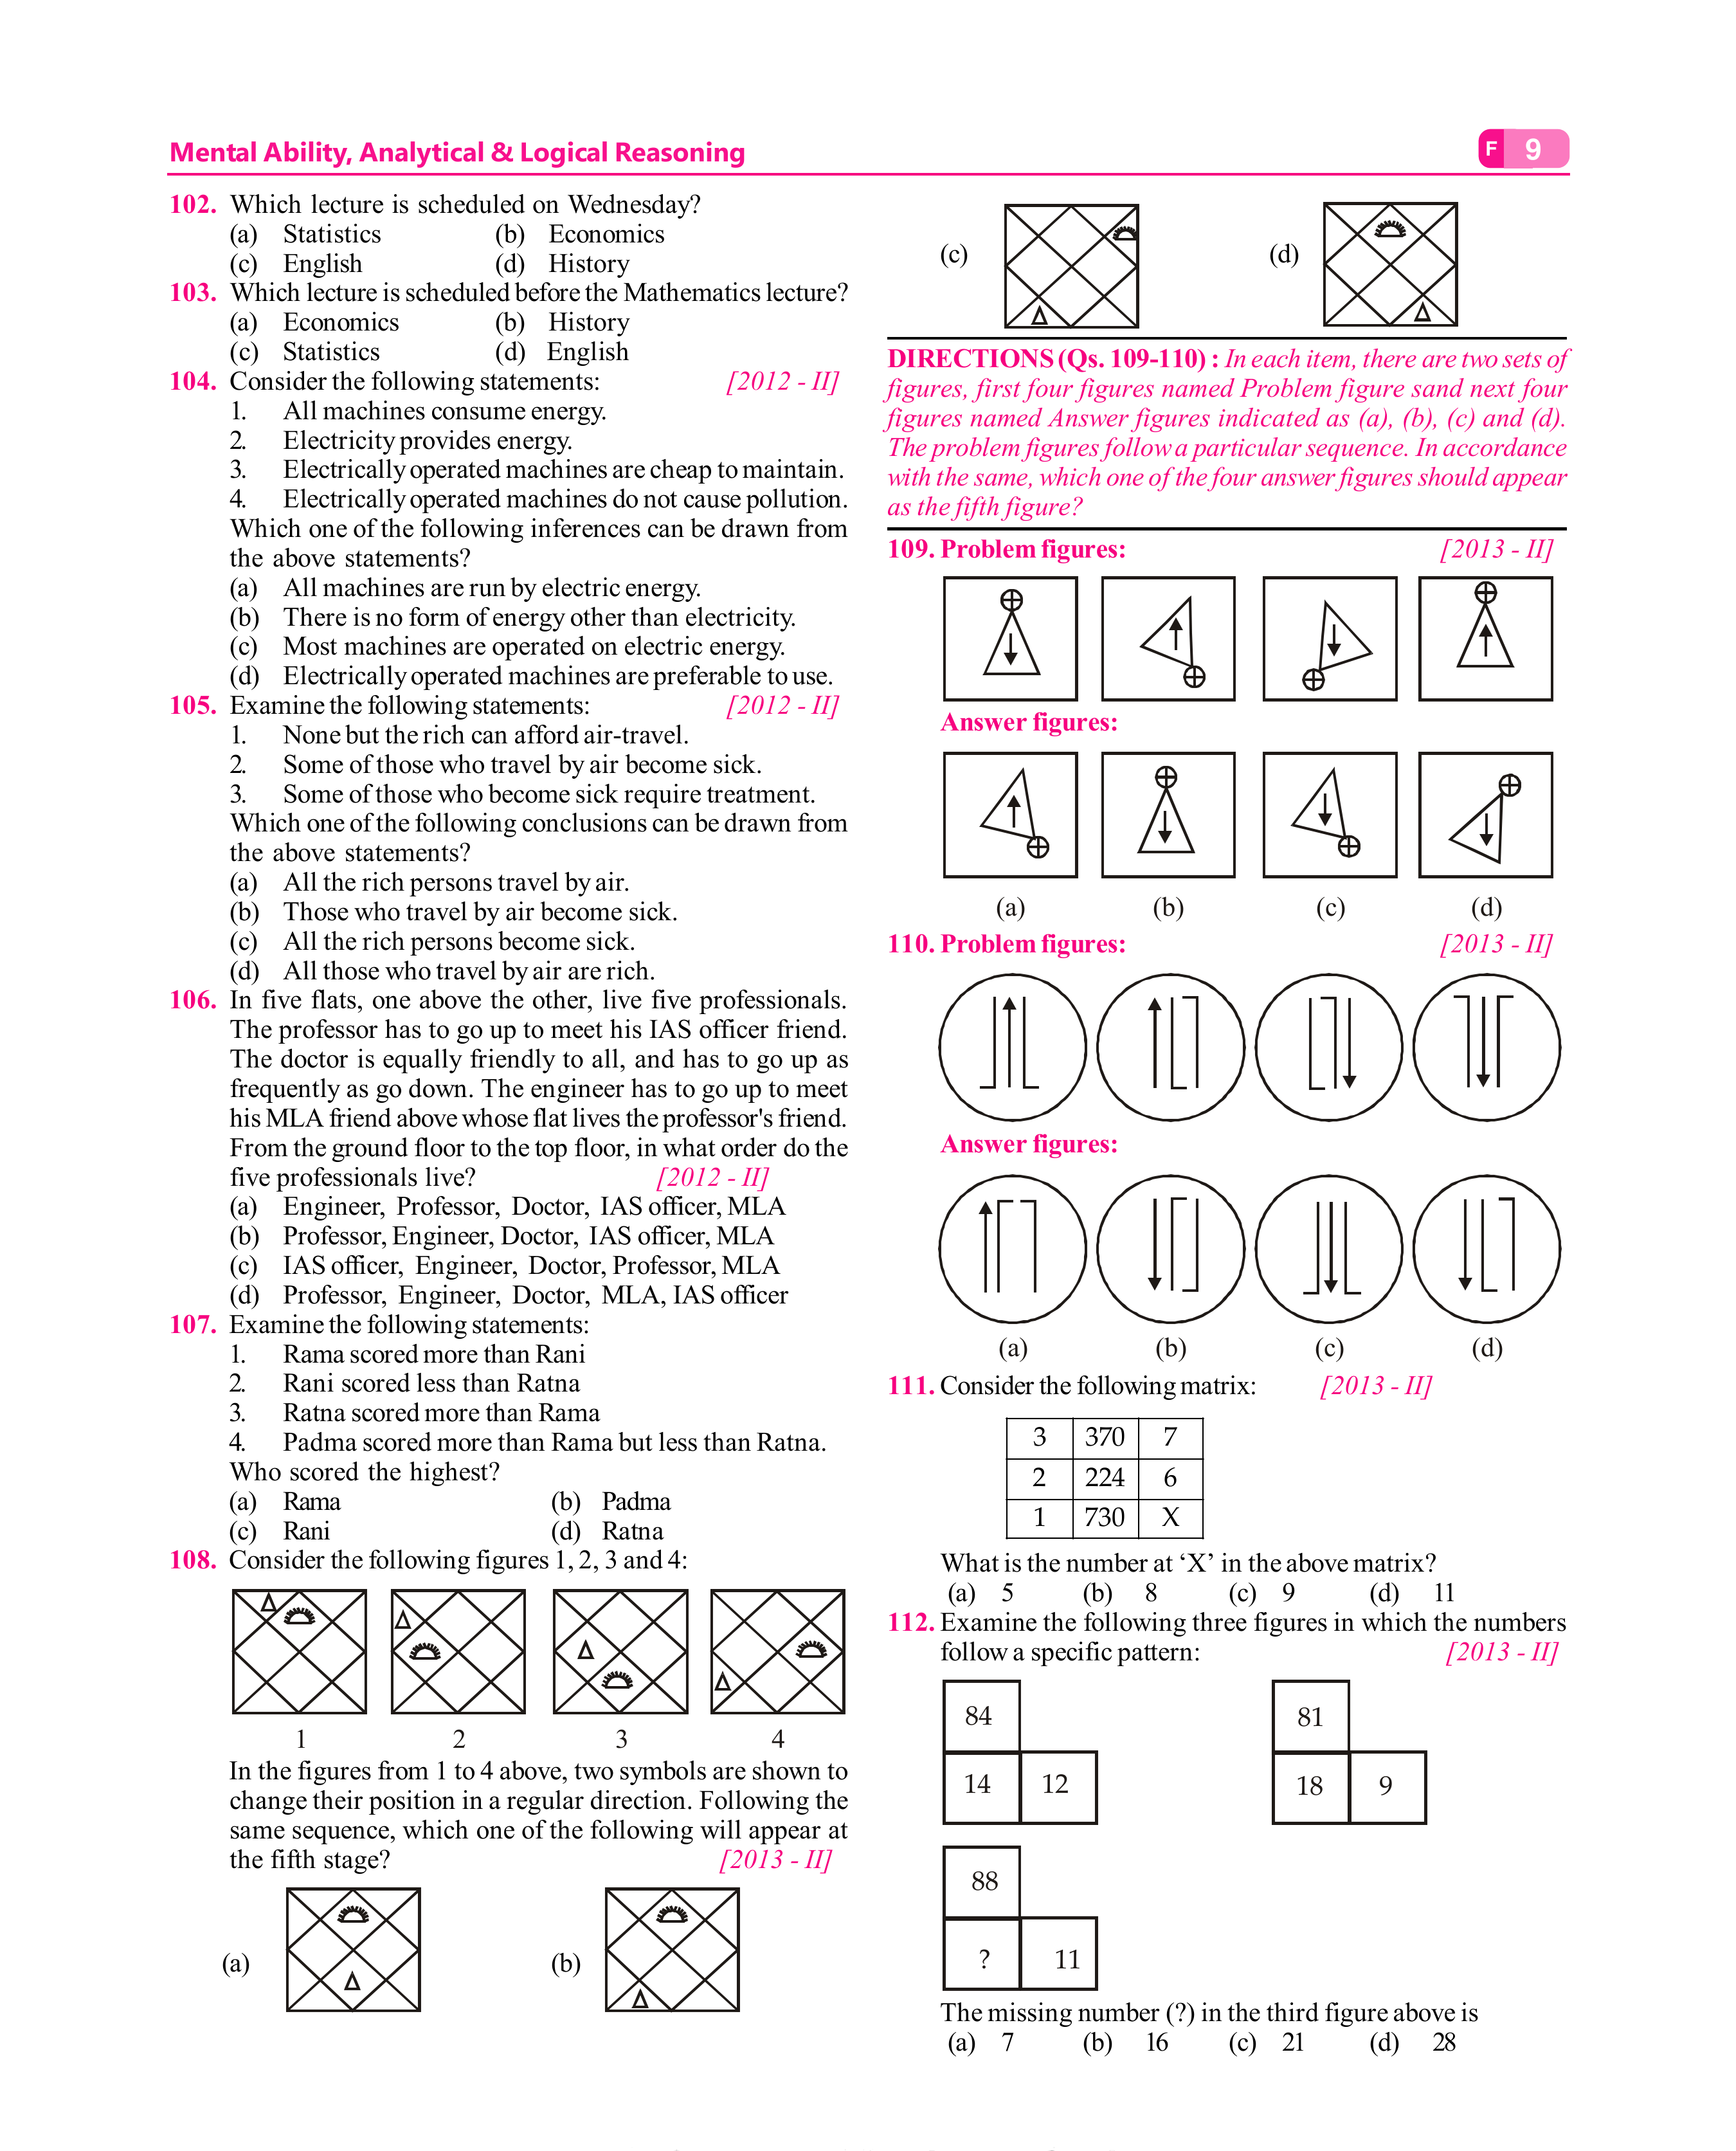 Mental Ability, Analytical & Logical Reasoning
F 9
102. Which lecture is scheduled on Wednesday?
(a) Statistics (b) Economics
(c) English (d) History
103. Which lecture is scheduled before the Mathematics lecture?
(a) Economics (b) History
(c) Statistics (d) English
104. Consider the following statements: [2012 - II]
1. All machines consume energy.
2. Electricity provides energy.
3. Electrically operated machines are cheap to maintain.
4. Electrically operated machines do not cause pollution.
Which one of the following inferences can be drawn from
the above statements?
(a) All machines are run by electric energy.
(b) There is no form of energy other than electricity.
(c) Most machines are operated on electric energy.
(d) Electrically operated machines are preferable to use.
105. Examine the following statements: [2012 - II]
1. None but the rich can afford air-travel.
2. Some of those who travel by air become sick.
3. Some of those who become sick require treatment.
Which one of the following conclusions can be drawn from
the above statements?
(a) All the rich persons travel by air.
(b) Those who travel by air become sick.
(c) All the rich persons become sick.
(d) All those who travel by air are rich.
106. In five flats, one above the other, live five professionals.
The professor has to go up to meet his IAS officer friend.
The doctor is equally friendly to all, and has to go up as
frequently as go down. The engineer has to go up to meet
his MLA friend above whose flat lives the professor's friend.
From the ground floor to the top floor, in what order do the
five professionals live? [2012 - II]
(a) Engineer, Professor, Doctor, IAS officer, MLA
(b) Professor, Engineer, Doctor, IAS officer, MLA
(c) IAS officer, Engineer, Doctor, Professor, MLA
(d) Professor, Engineer, Doctor, MLA, IAS officer
107. Examine the following statements:
1. Rama scored more than Rani
2. Rani scored less than Ratna
3. Ratna scored more than Rama
4. Padma scored more than Rama but less than Ratna.
Who scored the highest?
(a) Rama (b) Padma
(c) Rani (d) Ratna
108. Consider the following figures 1, 2, 3 and 4:
1 2 3 4
In the figures from 1 to 4 above, two symbols are shown to
change their position in a regular direction. Following the
same sequence, which one of the following will appear at
the fifth stage? [2013 - II]
(a) (b)
(c) (d)
DIRECTIONS (Qs. 109-110) : In each item, there are two sets of
figures, first four figures named Problem figure sand next four
figures named Answer figures indicated as (a), (b), (c) and (d).
The problem figures follow a particular sequence. In accordance
with the same, which one of the four answer figures should appear
as the fifth figure?
109. Problem figures: [2013 - II]
Answer figures:
(a) (b) (c) (d)
110. Problem figures: [2013 - II]
Answer figures:
(a) (b) (c) (d)
111. Consider the following matrix: [2013 - II]
3 370 7
2 224 6
1 730 X
What is the number at ‘X’ in the above matrix?
(a) 5 (b) 8 (c) 9 (d) 11
112. Examine the following three figures in which the numbers
follow a specific pattern: [2013 - II]
84 81
14 12 18 9
88
? 11
The missing number (?) in the third figure above is
(a) 7 (b) 16 (c) 21 (d) 28